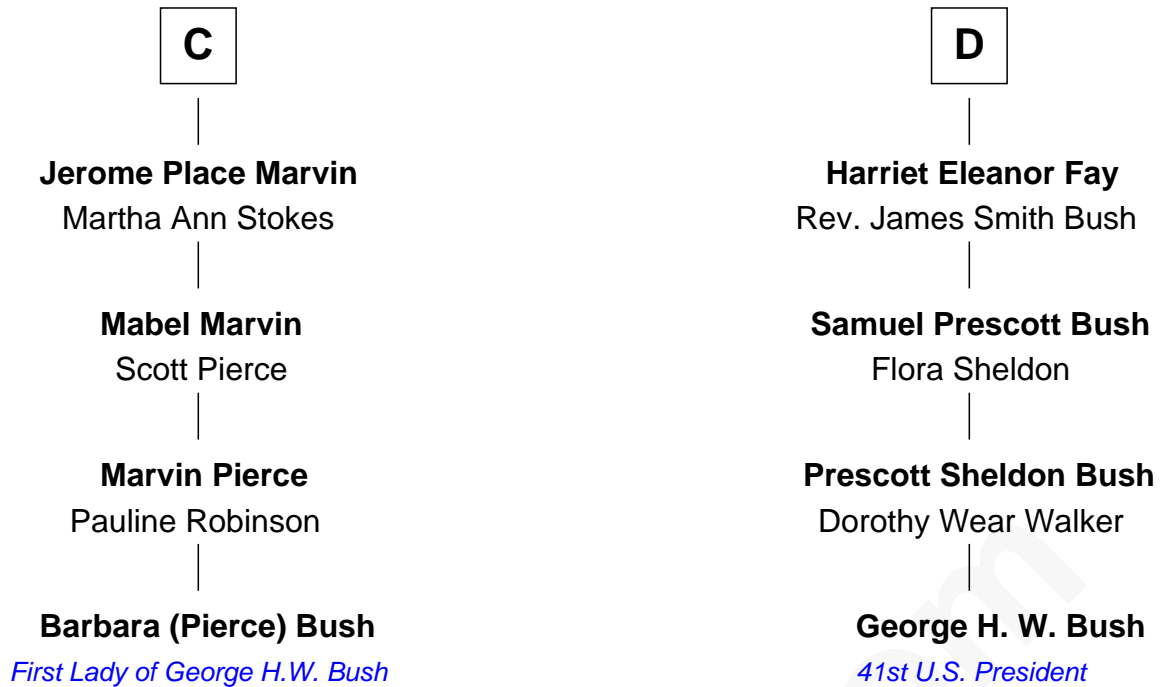 C
Jerome Place Marvin
Martha Ann Stokes
Mabel Marvin
Scott Pierce
Marvin Pierce
Pauline Robinson
Barbara (Pierce) Bush
First Lady of George H.W. Bush
D
Harriet Eleanor Fay
Rev. James Smith Bush
Samuel Prescott Bush
Flora Sheldon
Prescott Sheldon Bush
Dorothy Wear Walker
George H. W. Bush
41st U.S. President